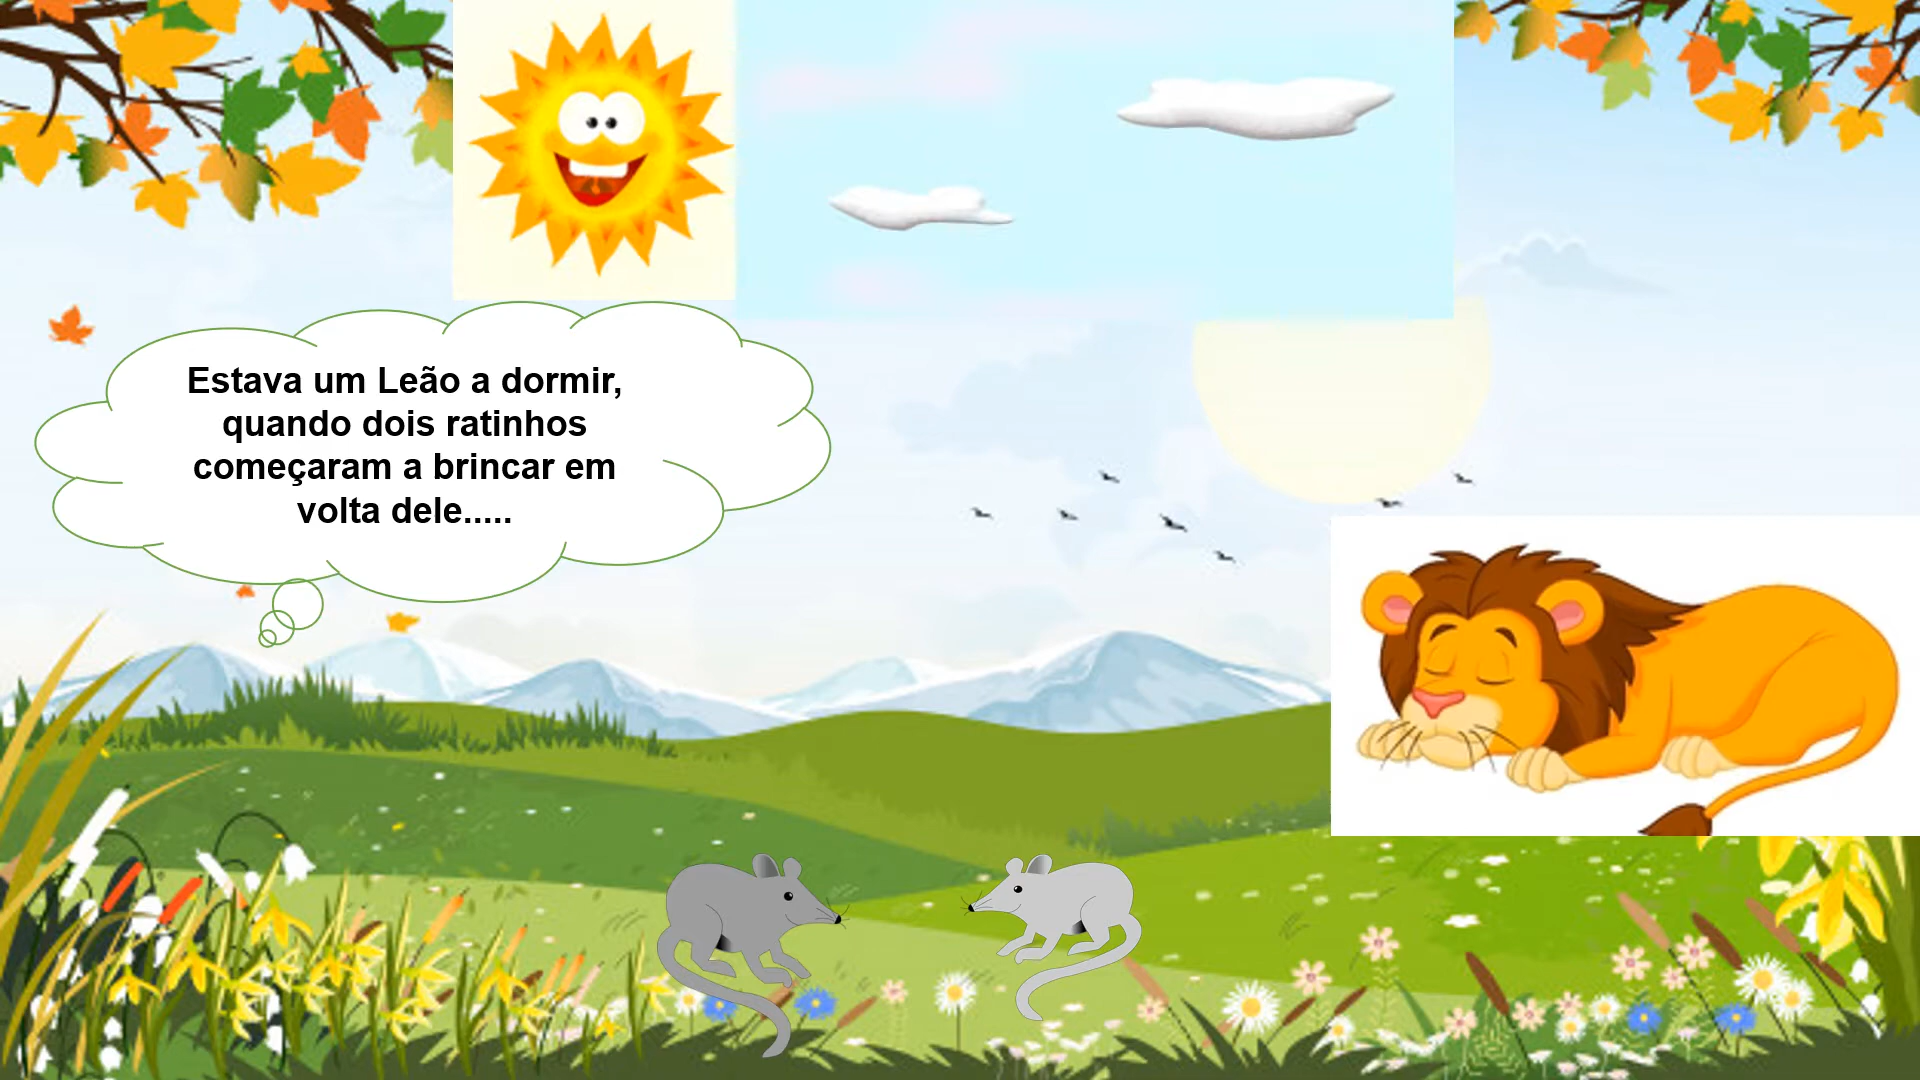 Estava um Leão a dormir,
quando dois ratinhos
começaram a brincar em
volta dele.....